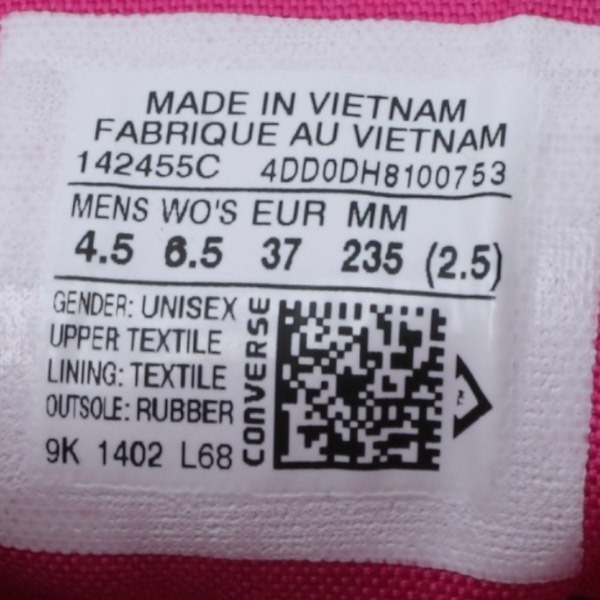 MADE IN VIETNAM
FABRIQUE AU VIETNAM
142455C 4DD0DH8100753
MENS WO'S EUR MM
4.5 6.5 37 235 (2.5)
GENDER: UNISEX
UPPER TEXTILE
LINING: TEXTILE
OUTSOLE: RUBBER
9K 1402 L68
CONVERSE